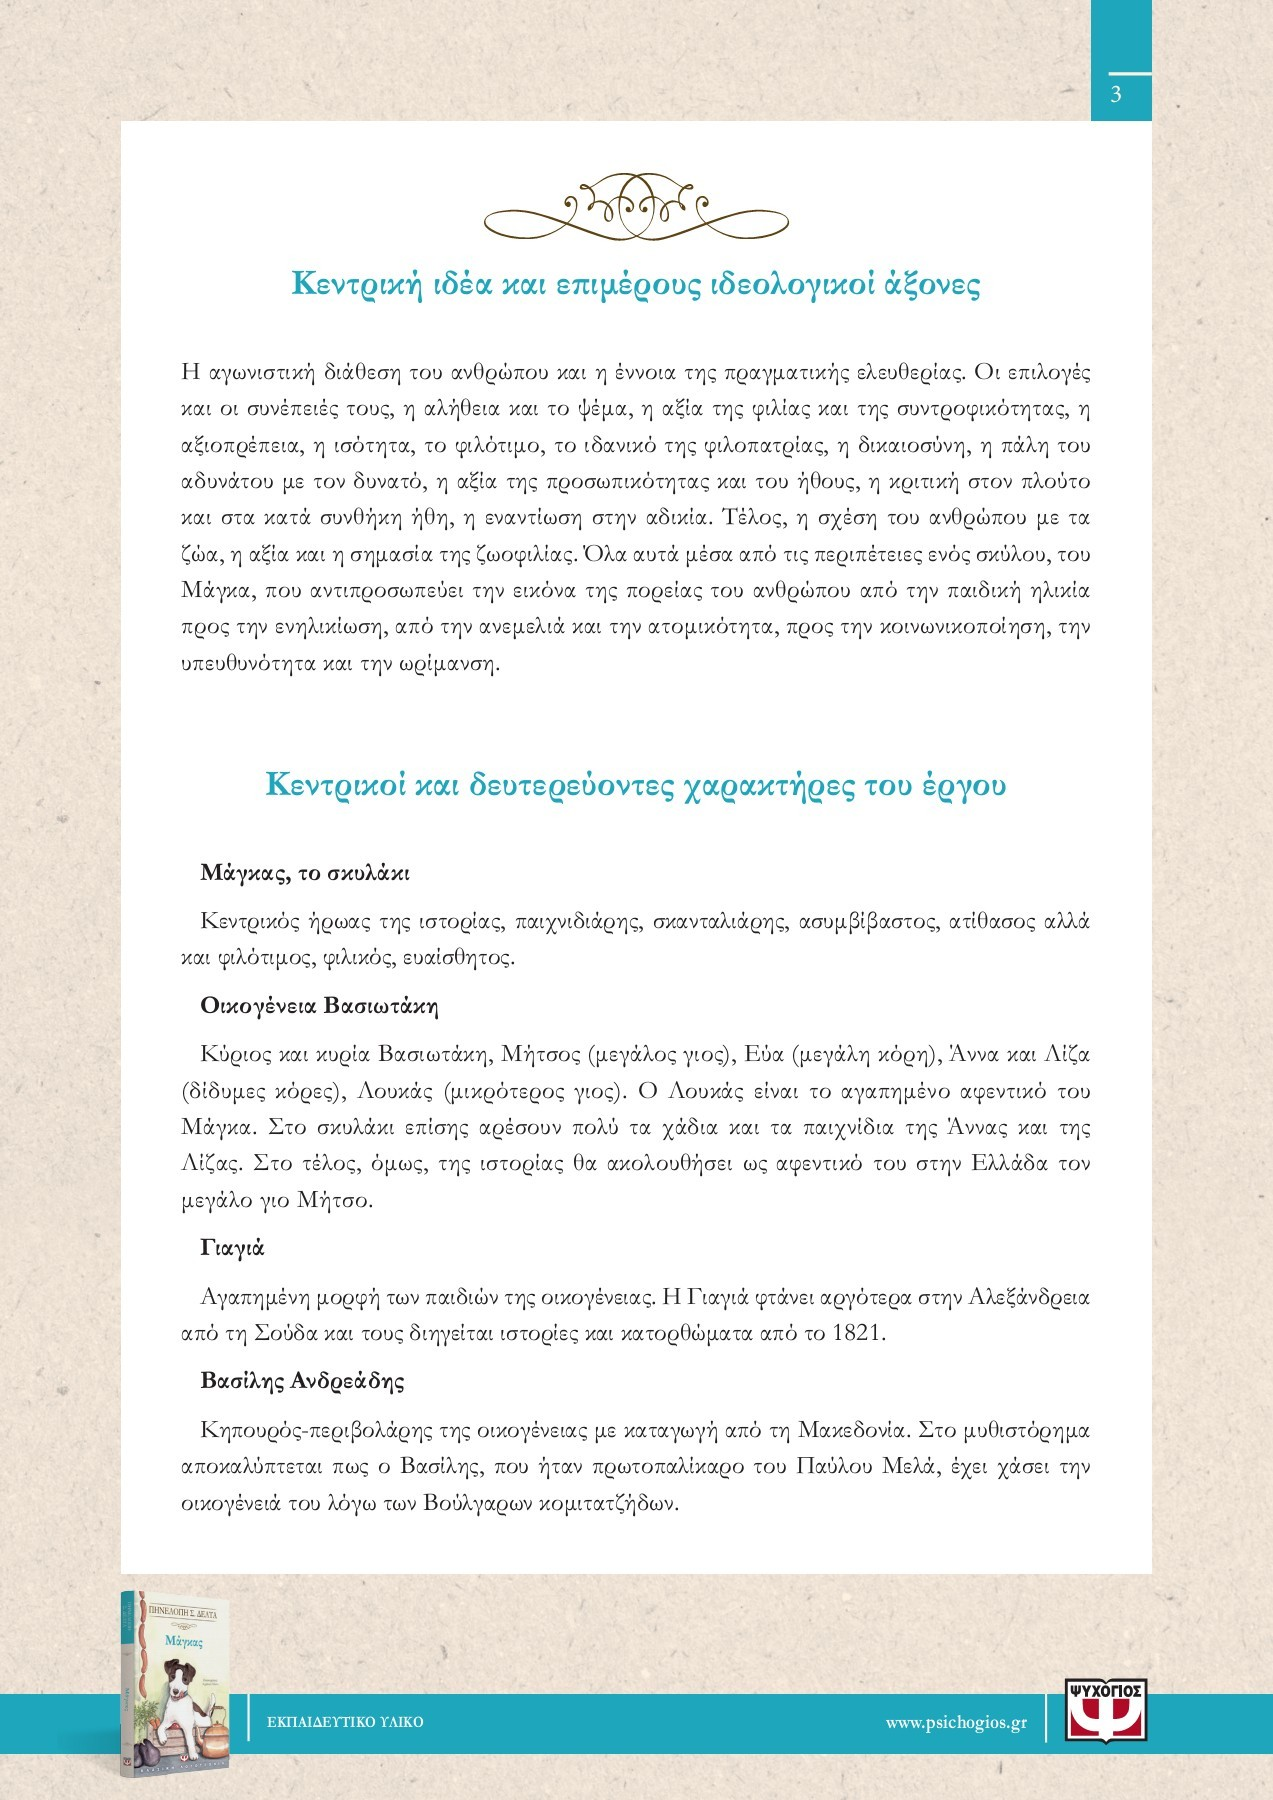 3
Κεντρική ιδέα και επιμέρους ιδεολογικοί άξονες
Η αγωνιστική διάθεση του ανθρώπου και η έννοια της πραγματικής ελευθερίας. Οι επιλογές
και οι συνέπειές τους, η αλήθεια και το ψέμα, η αξία της φιλίας και της συντροφικότητας, η
αξιοπρέπεια, η ισότητα, το φιλότιμο, το ιδανικό της φιλοπατρίας, η δικαιοσύνη, η πάλη του
αδυνάτου με τον δυνατό, η αξία της προσωπικότητας και του ήθους, η κριτική στον πλούτο
και στα κατά συνθήκη ήθη, η εναντίωση στην αδικία. Τέλος, η σχέση του ανθρώπου με τα
ζώα, η αξία και η σημασία της ζωοφιλίας. Όλα αυτά μέσα από τις περιπέτειες ενός σκύλου, του
Μάγκα, που αντιπροσωπεύει την εικόνα της πορείας του ανθρώπου από την παιδική ηλικία
προς την ενηλικίωση, από την ανεμελιά και την ατομικότητα, προς την κοινωνικοποίηση, την
υπευθυνότητα και την ωρίμανση.
Κεντρικοί και δευτερεύοντες χαρακτήρες του έργου
Μάγκας, το σκυλάκι
Κεντρικός ήρωας της ιστορίας, παιχνιδιάρης, σκανταλιάρης, ασυμβίβαστος, ατίθασος αλλά
και φιλότιμος, φιλικός, ευαίσθητος.
Οικογένεια Βασιωτάκη
Κύριος και κυρία Βασιωτάκη, Μήτσος (μεγάλος γιος), Εύα (μεγάλη κόρη), Άννα και Λίζα
(δίδυμες κόρες), Λουκάς (μικρότερος γιος). Ο Λουκάς είναι το αγαπημένο αφεντικό του
Μάγκα. Στο σκυλάκι επίσης αρέσουν πολύ τα χάδια και τα παιχνίδια της Άννας και της
Λίζας. Στο τέλος, όμως, της ιστορίας θα ακολουθήσει ως αφεντικό του στην Ελλάδα τον
μεγάλο γιο Μήτσο.
Γιαγιά
Αγαπημένη μορφή των παιδιών της οικογένειας. Η Γιαγιά φτάνει αργότερα στην Αλεξάνδρεια
από τη Σούδα και τους διηγείται ιστορίες και κατορθώματα από το 1821.
Βασίλης Ανδρεάδης
Κηπουρός-περιβολάρης της οικογένειας με καταγωγή από τη Μακεδονία. Στο μυθιστόρημα
αποκαλύπτεται πως ο Βασίλης, που ήταν πρωτοπαλίκαρο του Παύλου Μελά, έχει χάσει την
οικογένειά του λόγω των Βούλγαρων κομιτατζήδων.
ΠΗΝΕΛΟΠΗ Σ. ΔΕΛΤΑ
Μάγκας
ΕΚΠΑΙΔΕΥΤΙΚΟ ΥΛΙΚΟ
www.psichogios.gr
ΨΥΧΟΓΙΟΣ